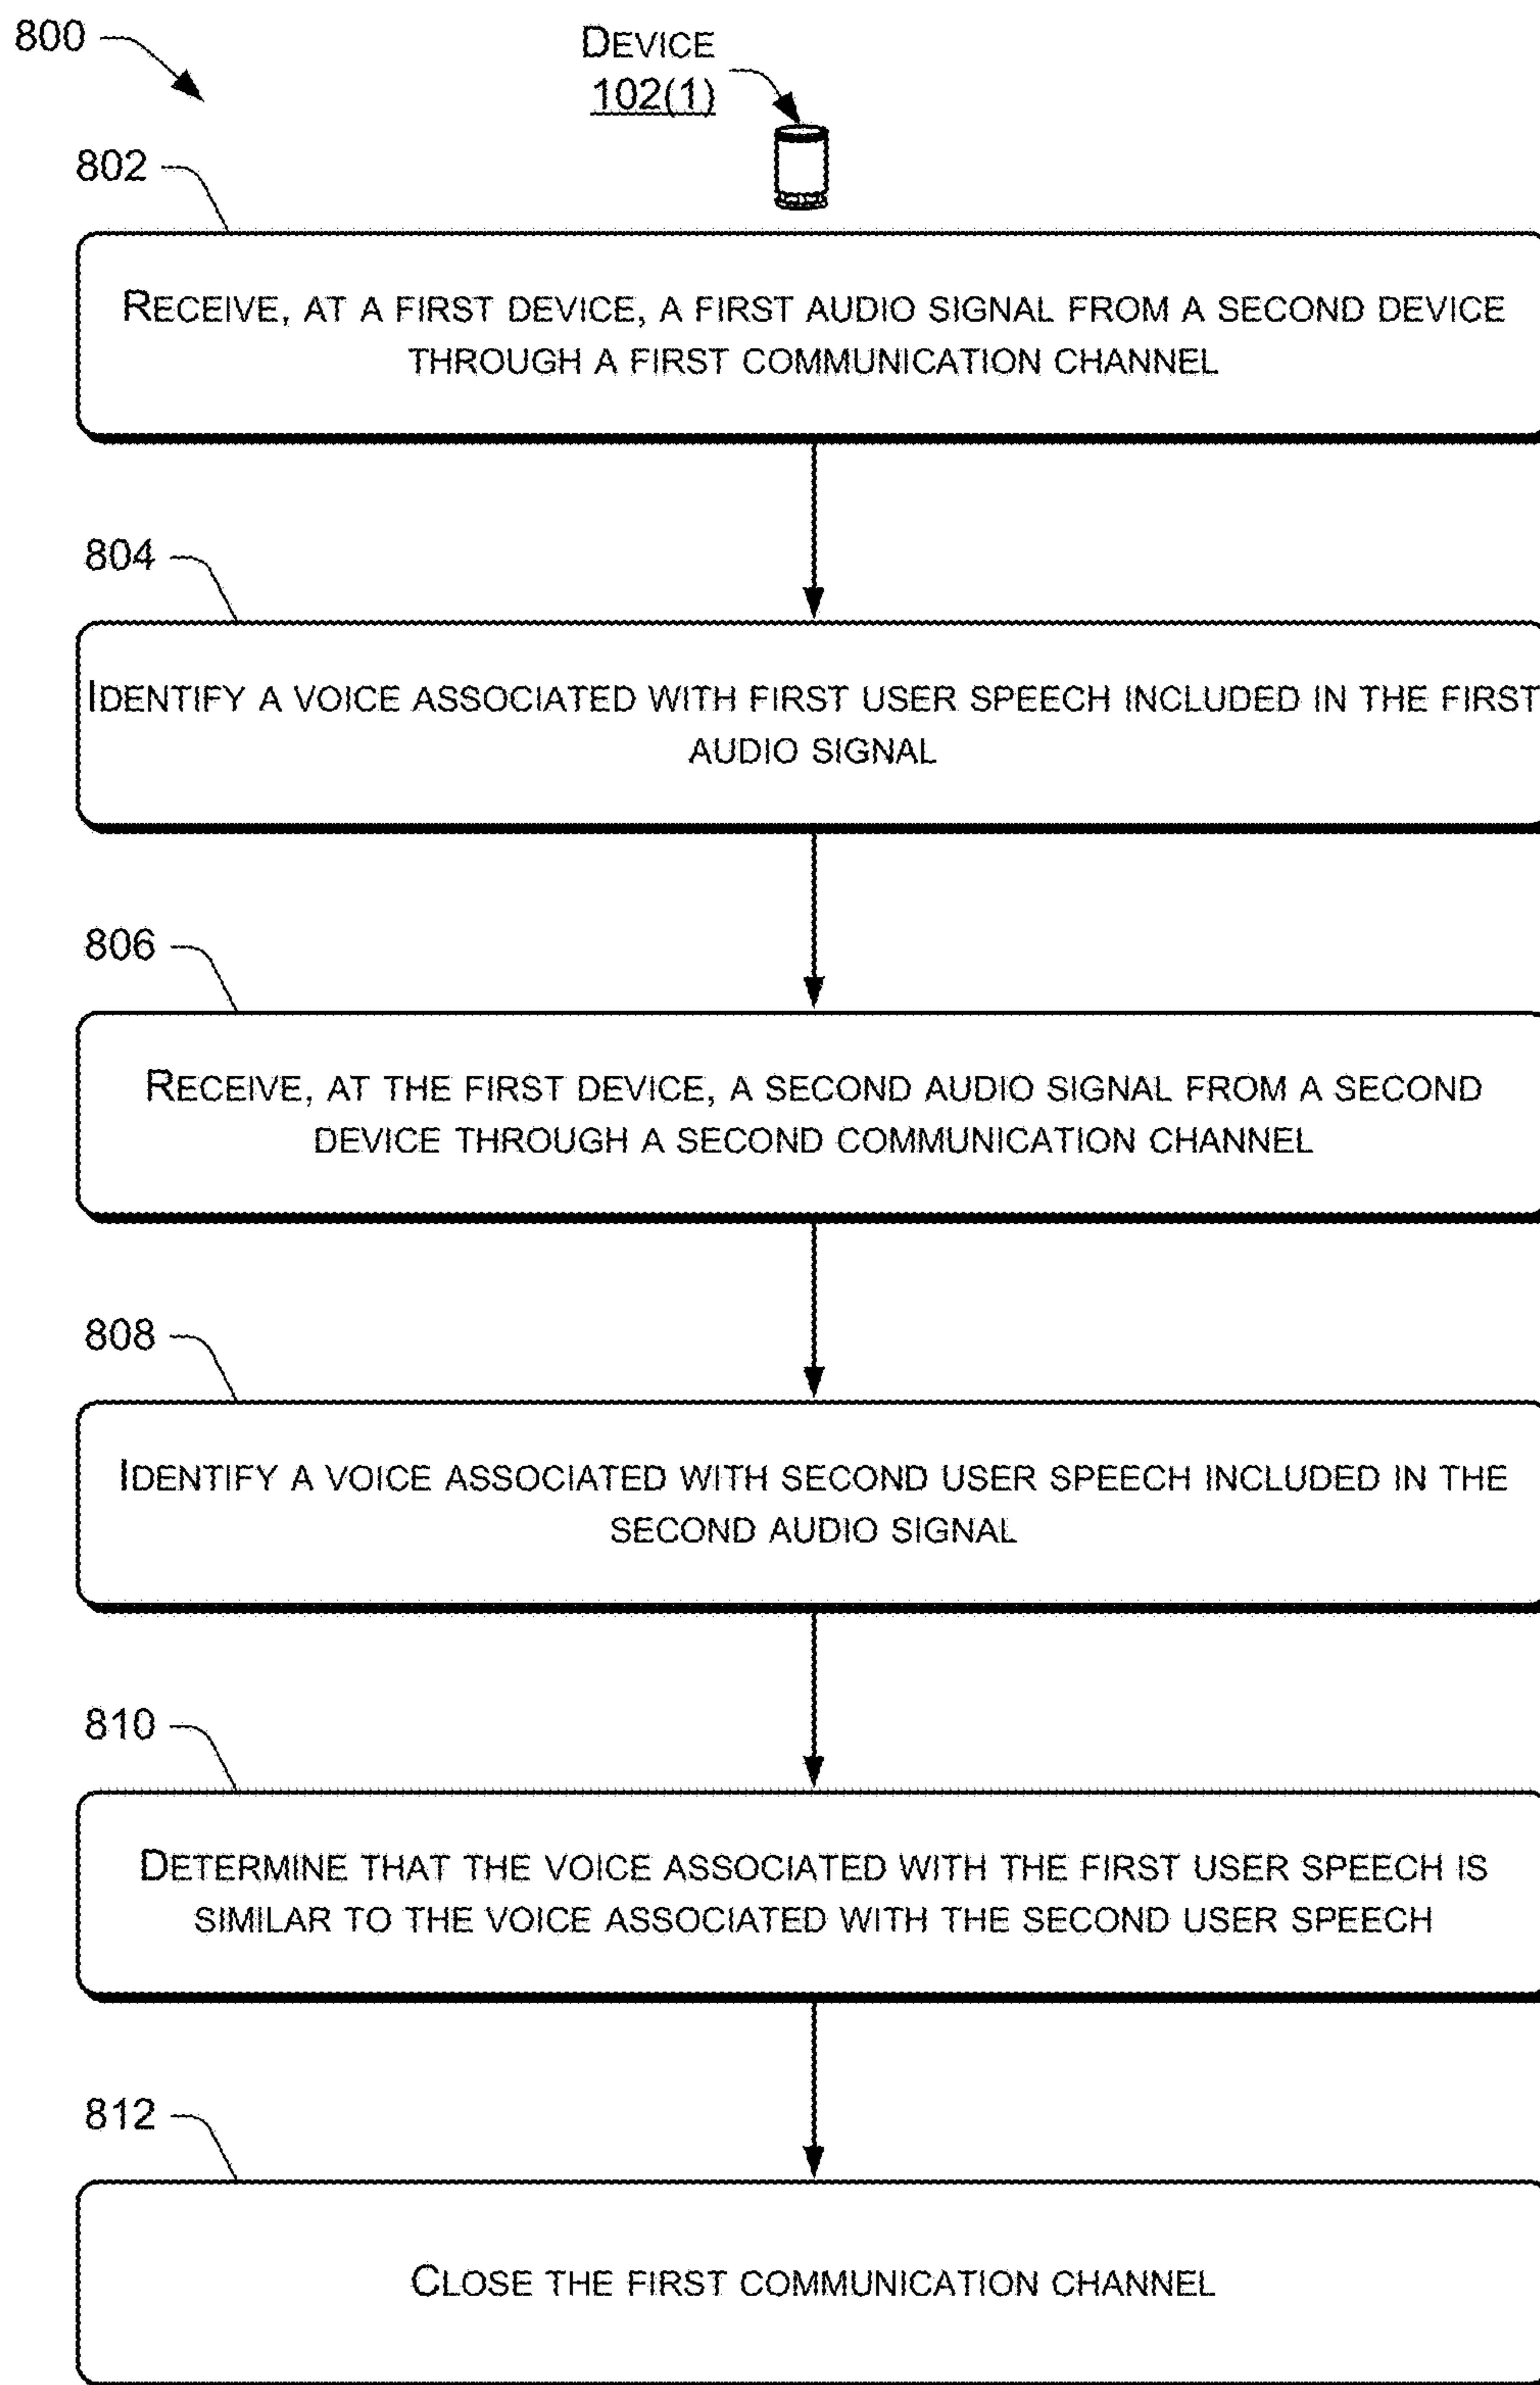 800
DEVICE
102(1)
802
RECEIVE, AT A FIRST DEVICE, A FIRST AUDIO SIGNAL FROM A SECOND DEVICE
THROUGH A FIRST COMMUNICATION CHANNEL
804
IDENTIFY A VOICE ASSOCIATED WITH FIRST USER SPEECH INCLUDED IN THE FIRST
AUDIO SIGNAL
806
RECEIVE, AT THE FIRST DEVICE, A SECOND AUDIO SIGNAL FROM A SECOND
DEVICE THROUGH A SECOND COMMUNICATION CHANNEL
808
IDENTIFY A VOICE ASSOCIATED WITH SECOND USER SPEECH INCLUDED IN THE
SECOND AUDIO SIGNAL
810
DETERMINE THAT THE VOICE ASSOCIATED WITH THE FIRST USER SPEECH IS
SIMILAR TO THE VOICE ASSOCIATED WITH THE SECOND USER SPEECH
812
CLOSE THE FIRST COMMUNICATION CHANNEL